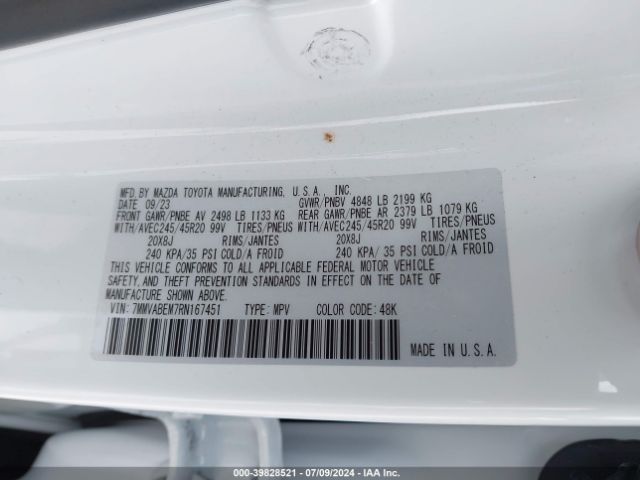 MFD.BY MAZDA TOYOTA MANUFACTURING, U.S.A., INC.
DATE 09/23 GVWR/PNBV 4848 LB 2199 KG
FRONT GAWR/PNBE AV 2498 LB 1133 KG REAR GAWR/PNBE AR 2379 LB 1079 KG
WITH/AVEC245/45R20 99V TIRES/PNEUS WITH/AVEC245/45R20 99V TIRES/PNEUS
20X8J RIMS/JANTES 20X8J RIMS/JANTES
240 KPA/35 PSI COLD/A FROID 240 KPA/ 35 PSI COLD/A FROID
THIS VEHICLE CONFORMS TO ALL APPLICABLE FEDERAL MOTOR VEHICLE
SAFETY, AND THEFT PREVENTION STANDARDS IN EFFECT ON THE DATE OF
MANUFACTURE SHOWN ABOVE.
VIN: 7MMVABEM7RN167451 TYPE: MPV COLOR CODE: 48K
MADE IN U.S.A.
000-39828521 / 07/09/2024 - IAA Inc.